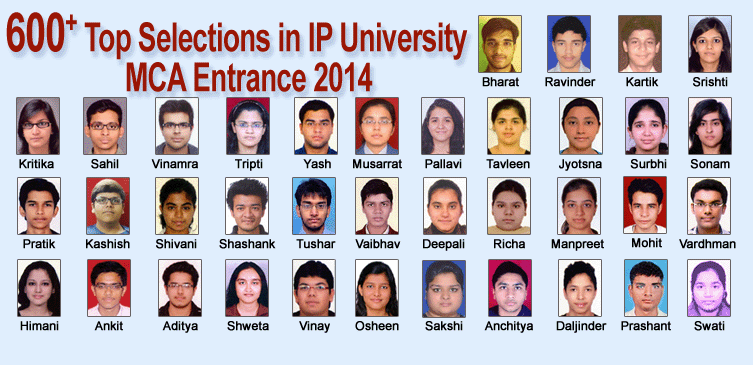 600+ Top Selections in IP University
MCA Entrance 2014
Bharat Ravinder Kartik Srishti
Kritika Sahil Vinamra Tripti Yash Musarrat Pallavi Tavleen Jyotsna Surbhi Sonam
Pratik Kashish Shivani Shashank Tushar Vaibhav Deepali Richa Manpreet Mohit Vardhman
Himani Ankit Aditya Shweta Vinay Osheen Sakshi Anchitya Daljinder Prashant Swati